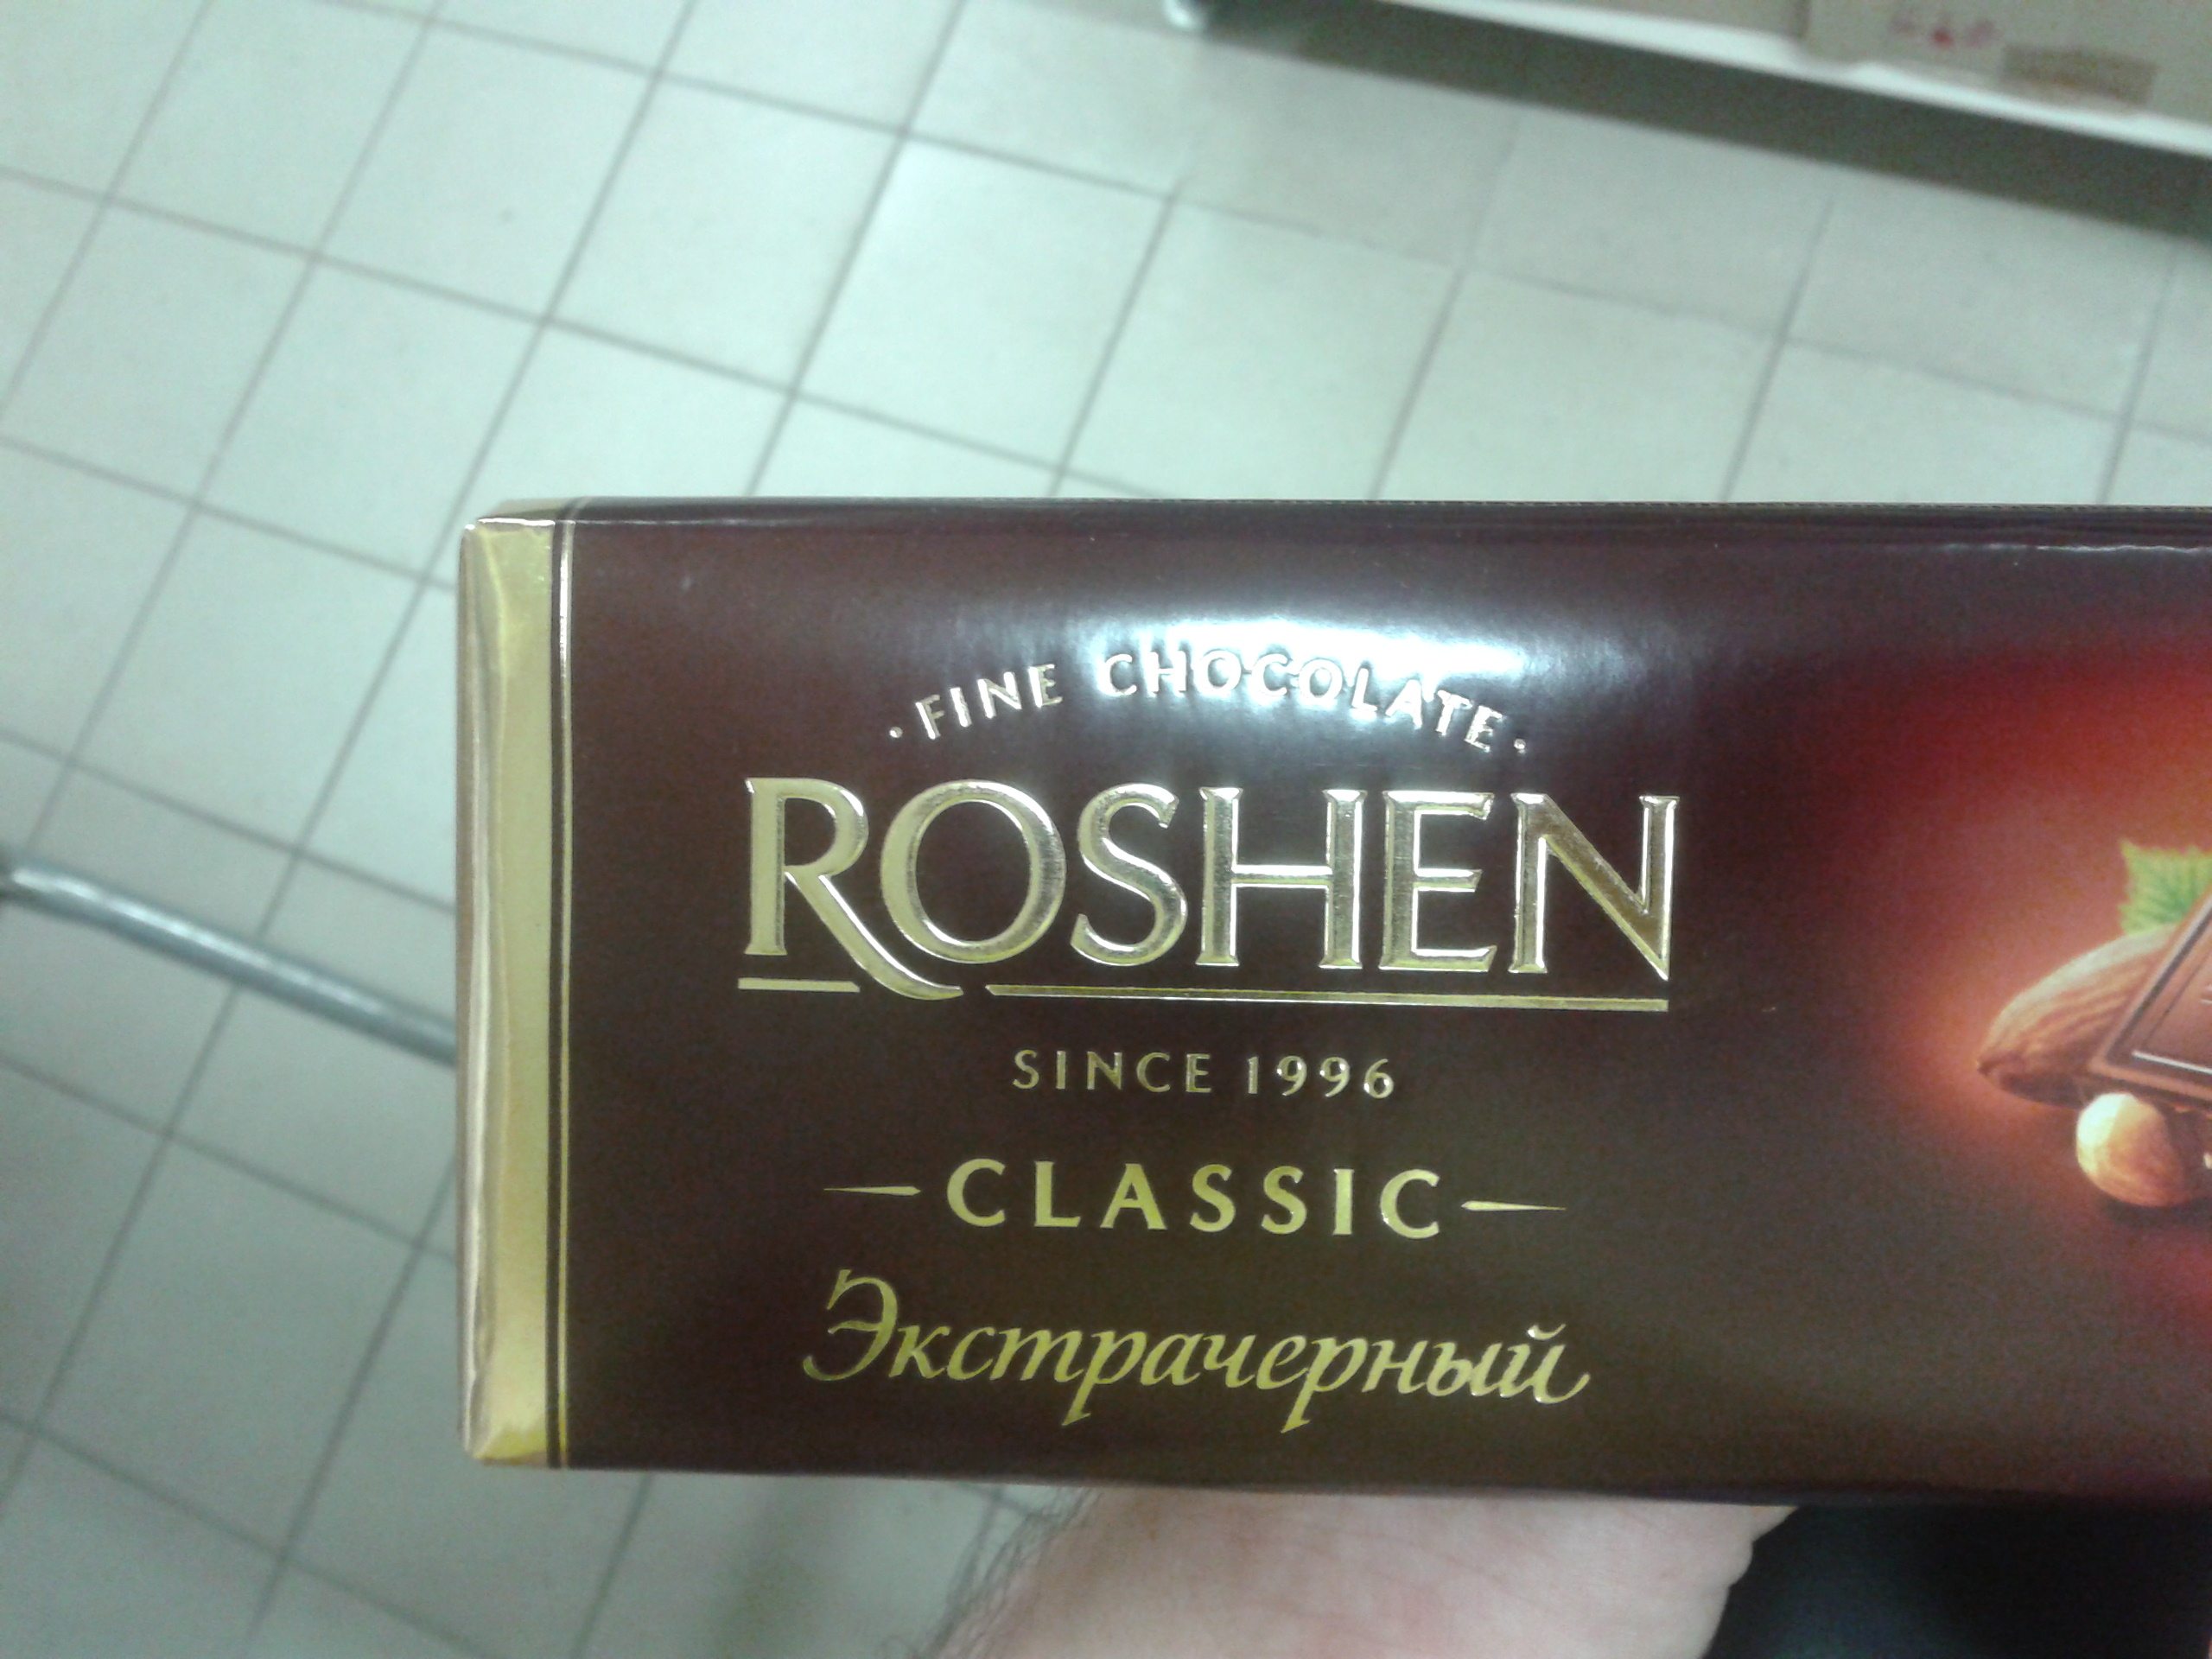 · FINE CHOCOLATE ·
ROSHEN
SINCE 1996
CLASSIC
Экстрачерный